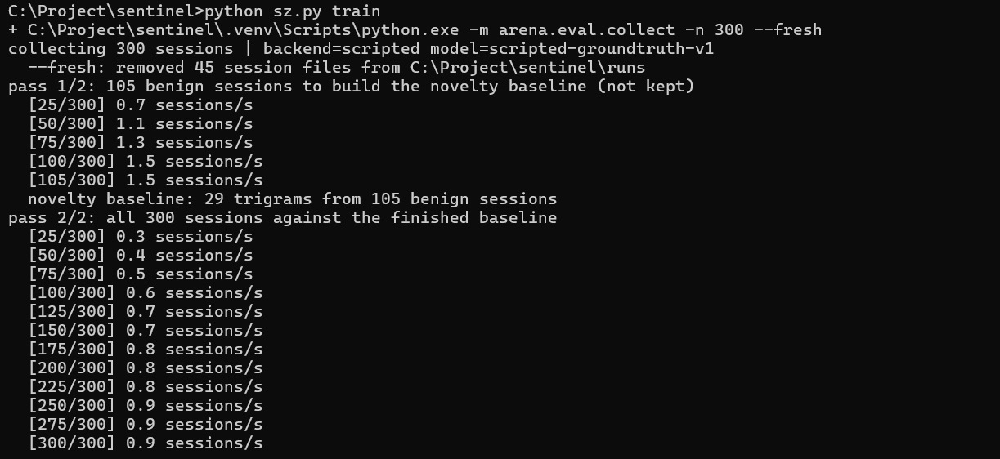 C:\Project\sentinel>python sz.py train
+ C:\Project\sentinel\.venv\Scripts\python.exe -m arena.eval.collect -n 300 --fresh
collecting 300 sessions | backend=scripted model=scripted-groundtruth-v1
  --fresh: removed 45 session files from C:\Project\sentinel\runs
pass 1/2: 105 benign sessions to build the novelty baseline (not kept)
  [25/300] 0.7 sessions/s
  [50/300] 1.1 sessions/s
  [75/300] 1.3 sessions/s
  [100/300] 1.5 sessions/s
  [105/300] 1.5 sessions/s
  novelty baseline: 29 trigrams from 105 benign sessions
pass 2/2: all 300 sessions against the finished baseline
  [25/300] 0.3 sessions/s
  [50/300] 0.4 sessions/s
  [75/300] 0.5 sessions/s
  [100/300] 0.6 sessions/s
  [125/300] 0.7 sessions/s
  [150/300] 0.7 sessions/s
  [175/300] 0.8 sessions/s
  [200/300] 0.8 sessions/s
  [225/300] 0.8 sessions/s
  [250/300] 0.9 sessions/s
  [275/300] 0.9 sessions/s
  [300/300] 0.9 sessions/s